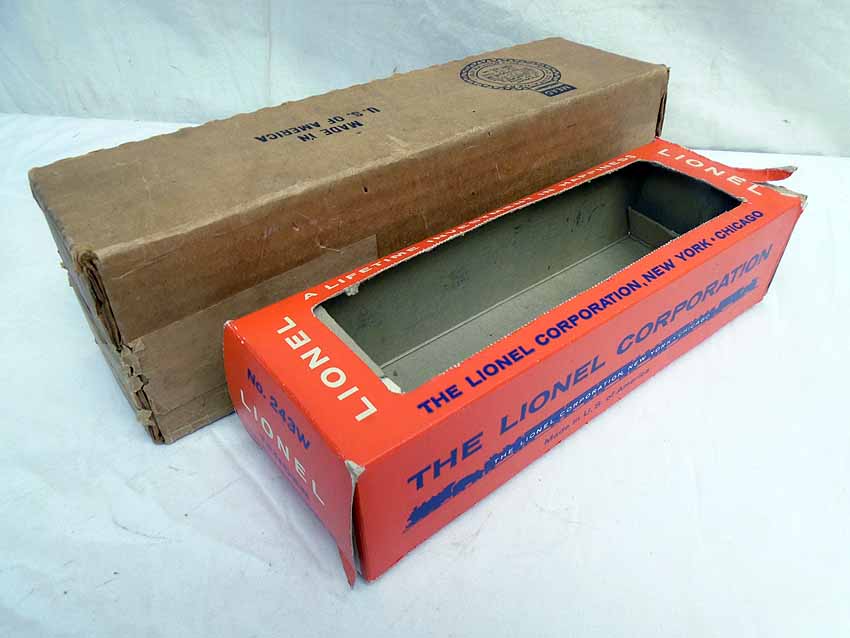 MADE IN
U.S. OF AMERICA
LIONEL
A LIFETIME INVESTMENT IN HAPPINESS
LIONEL
THE LIONEL CORPORATION, NEW YORK • CHICAGO
THE LIONEL CORPORATION
THE LIONEL CORPORATION, NEW YORK • CHICAGO
Made in U. S. of America
No. 243W
LIONEL